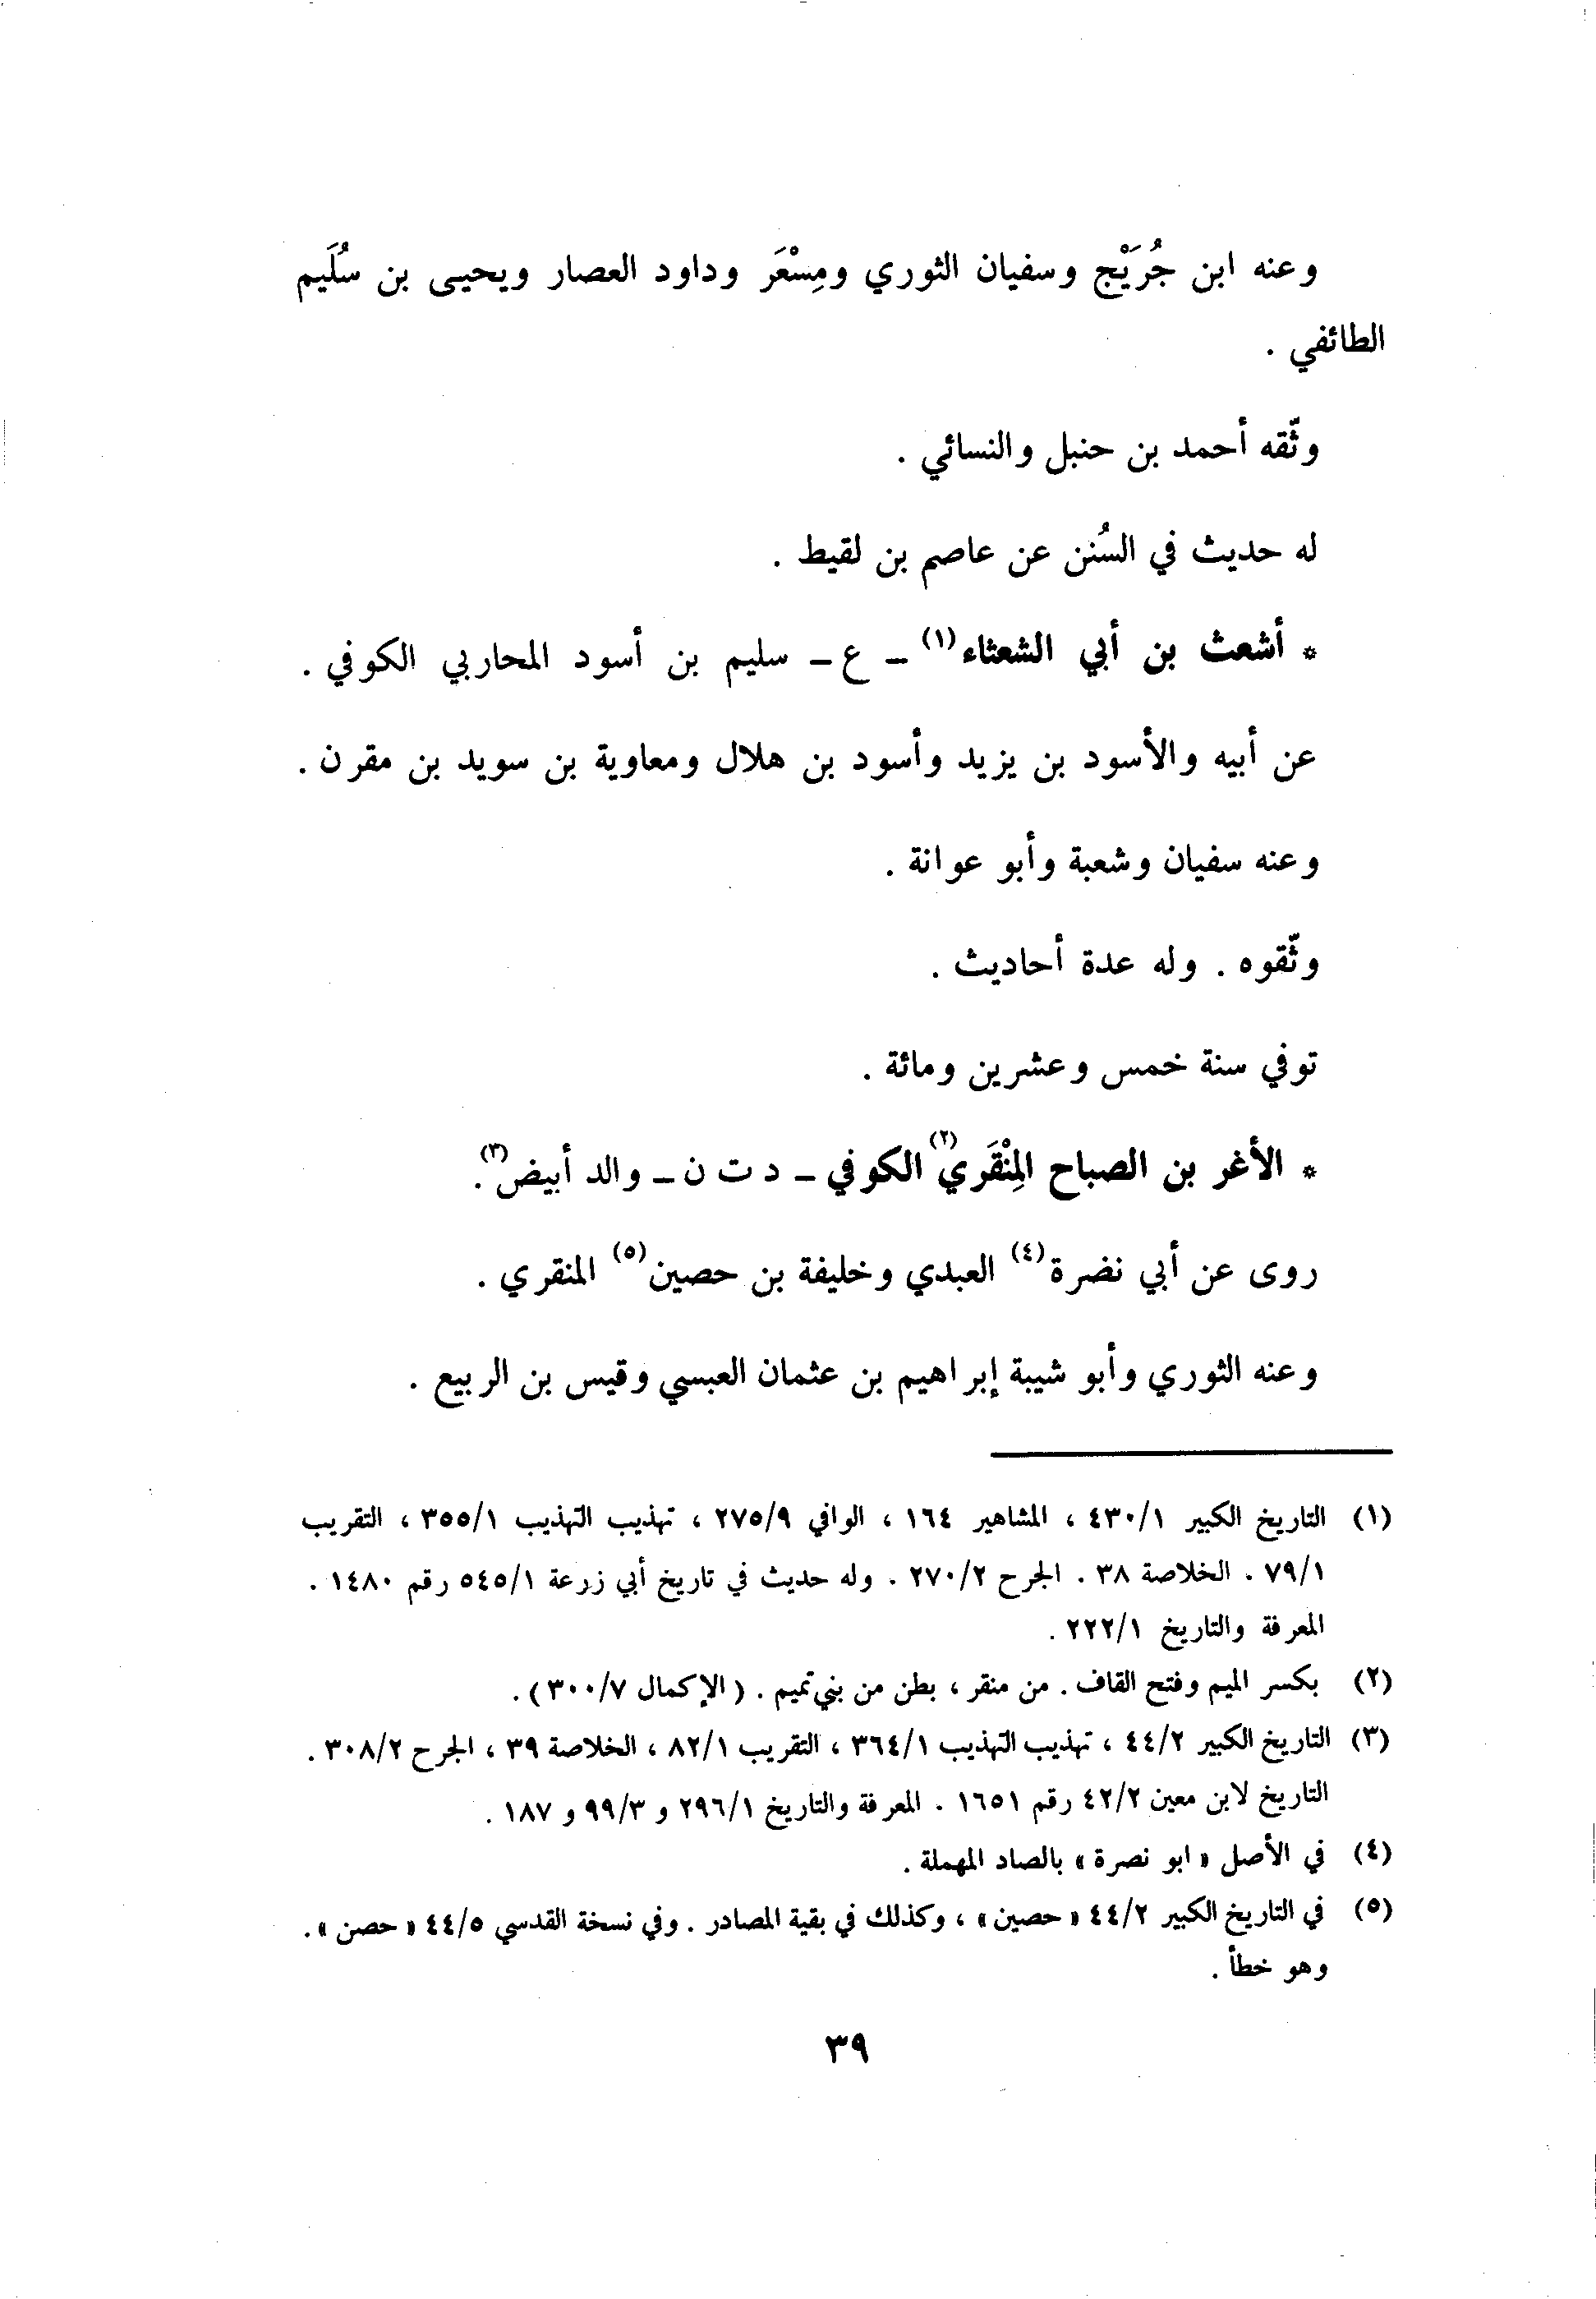 وعنه ابن جُرَيْج وسفيان الثوري ومِسْعَر وداود العصار ويحيى بن سُلَيم
الطائفي .
وثّقه أحمد بن حنبل والنسائي .
له حديث في السُنن عن عاصم بن لقيط .
* أشعث بن أبي الشعثاء(١) - ع - سليم بن أسود المحاربي الكوفي .
عن أبيه والأسود بن يزيد وأسود بن هلال ومعاوية بن سويد بن مقرن .
وعنه سفيان وشعبة وأبو عوانة .
وثّقوه . وله عدة أحاديث .
توفي سنة خمس وعشرين ومائة .
* الأغر بن الصباح المِنْقَري(٢) الكوفي - د ت ن - والد أبيض(٣).
روى عن أبي نضرة(٤) العبدي وخليفة بن حصين(٥) المنقري .
وعنه الثوري وأبو شيبة إبراهيم بن عثمان العبسي وقيس بن الربيع .
(١) التاريخ الكبير ٤٣٠/١ ، المشاهير ١٦٤ ، الوافي ٢٧٥/٩ ، تهذيب التهذيب ٣٥٥/١ ، التقريب
٧٩/١ . الخلاصة ٣٨ . الجرح ٢٧٠/٢ . وله حديث في تاريخ أبي زرعة ٥٤٥/١ رقم ١٤٨٠ .
المعرفة والتاريخ ٢٢٢/١ .
(٢) بكسر الميم وفتح القاف . من منقر ، بطن من بني تميم . ( الإكمال ٣٠٠/٧) .
(٣) التاريخ الكبير ٤٤/٢ ، تهذيب التهذيب ٣٦٤/١ ، التقريب ٨٢/١ ، الخلاصة ٣٩ ، الجرح ٣٠٨/٢ .
التاريخ لابن معين ٤٢/٢ رقم ١٦٥١ . المعرفة والتاريخ ٢٩٦/١ و ٩٩/٣ و ١٨٧ .
(٤) في الأصل « ابو نصرة » بالصاد المهملة .
(٥) في التاريخ الكبير ٤٤/٢ « حصين » ، وكذلك في بقية المصادر . وفي نسخة القدسي ٤٤/٥ « حصن » .
وهو خطأ .
٣٩